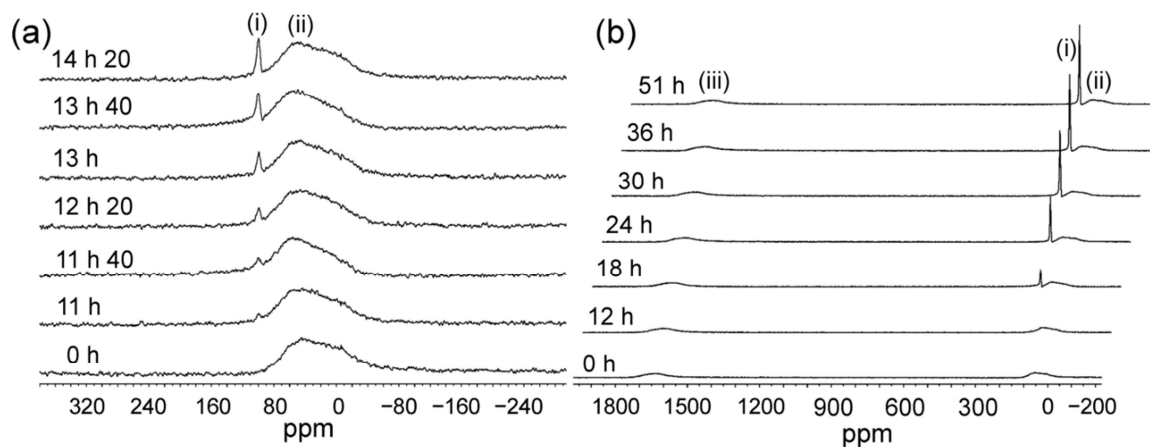 (a)
(i) (ii)
14 h 20
13 h 40
13 h
12 h 20
11 h 40
11 h
0 h
320 240 160 80 0 −80 −160 −240
ppm
(b)
(i)
(iii)
(ii)
51 h
36 h
30 h
24 h
18 h
12 h
0 h
1800 1500 1200 900 600 300 0 −200
ppm